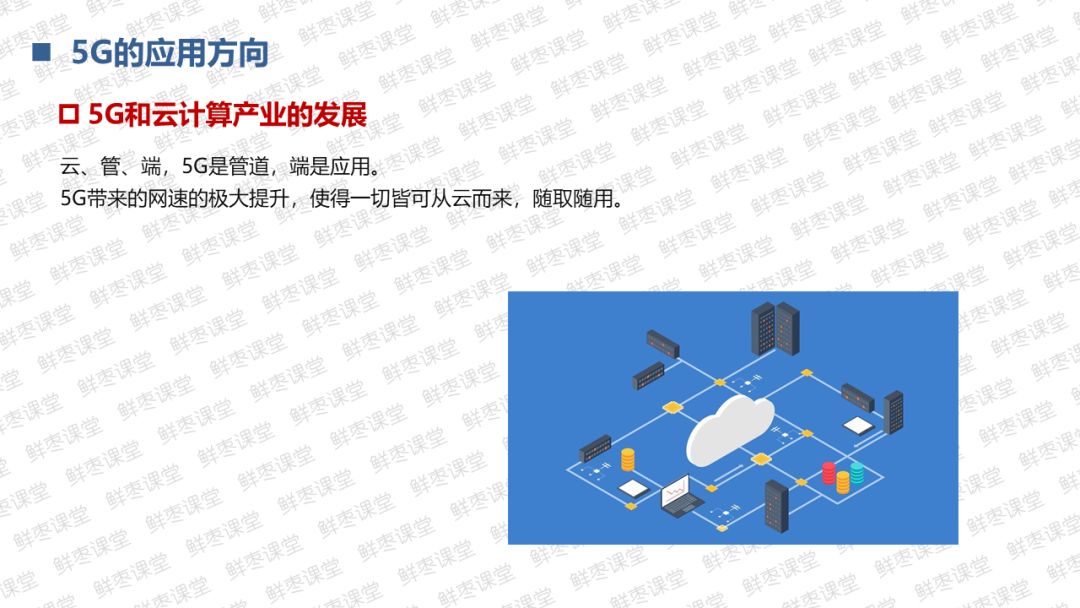 5G的应用方向
5G和云计算产业的发展
云、管、端，5G是管道，端是应用。
5G带来的网速的极大提升，使得一切皆可从云而来，随取随用。
鲜枣课堂